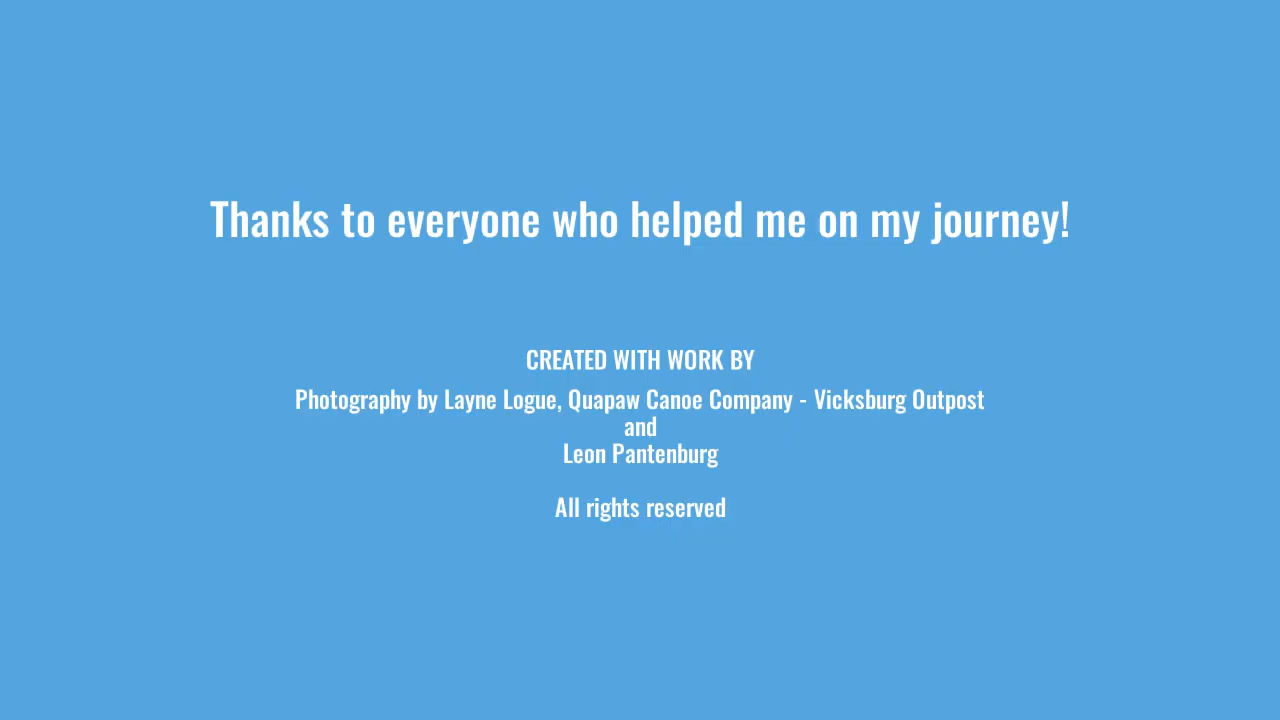 Thanks to everyone who helped me on my journey!
CREATED WITH WORK BY
Photography by Layne Logue, Quapaw Canoe Company - Vicksburg Outpost
and
Leon Pantenburg
All rights reserved